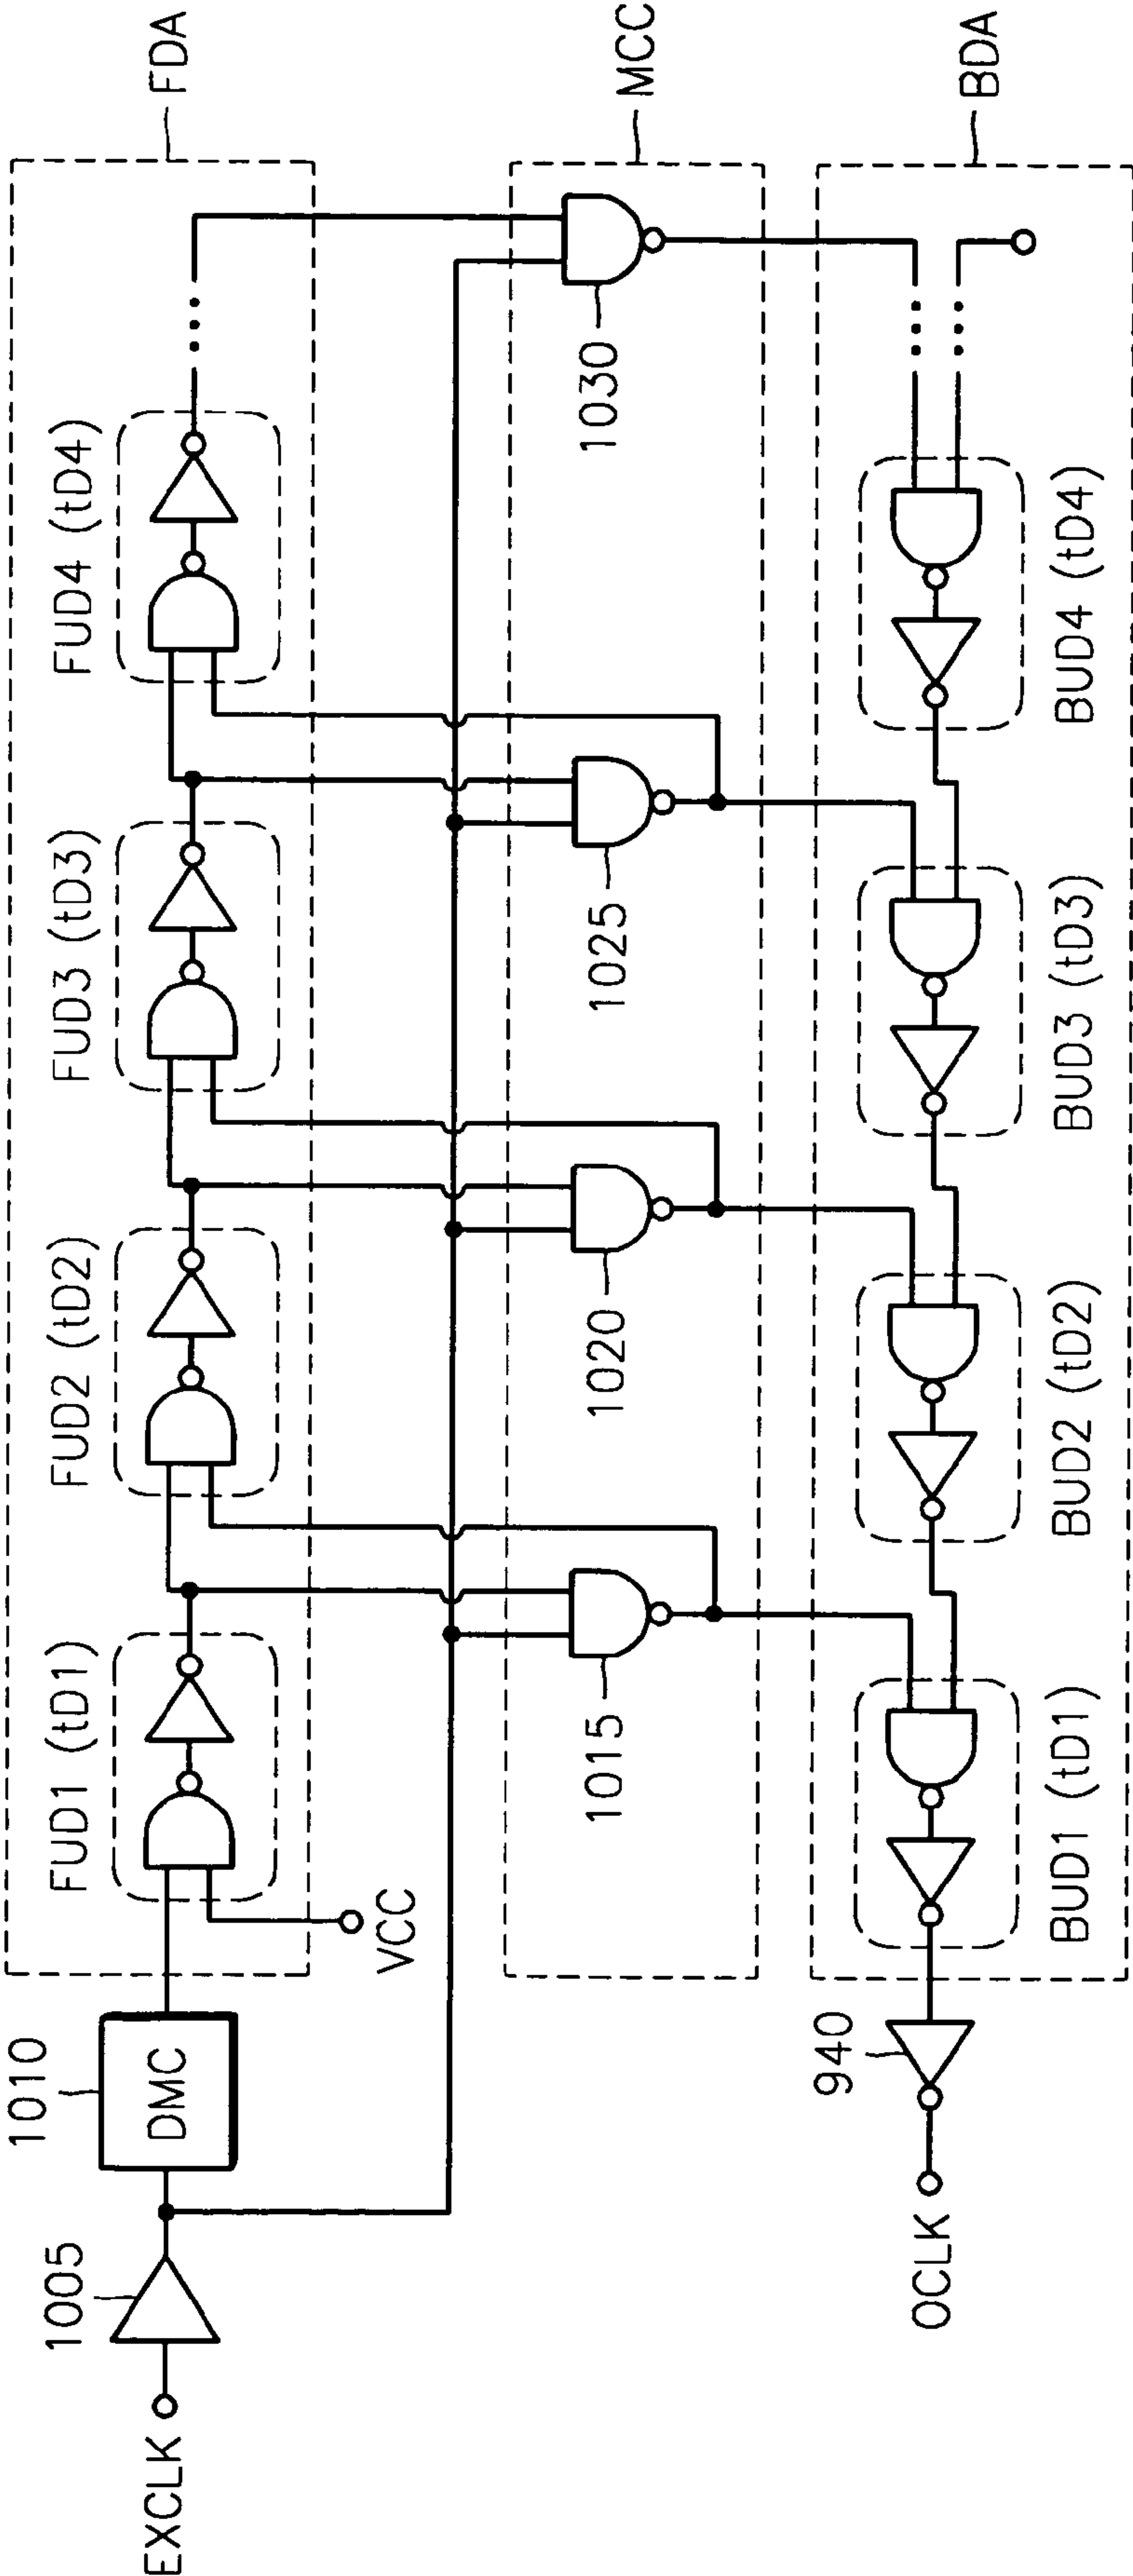 EXCLK
1005
1010
DMC
VCC
FUD1 (tD1)
FUD2 (tD2)
FUD3 (tD3)
FUD4 (tD4)
FDA
1015
1020
1025
1030
MCC
OCLK
940
BUD1 (tD1)
BUD2 (tD2)
BUD3 (tD3)
BUD4 (tD4)
BDA